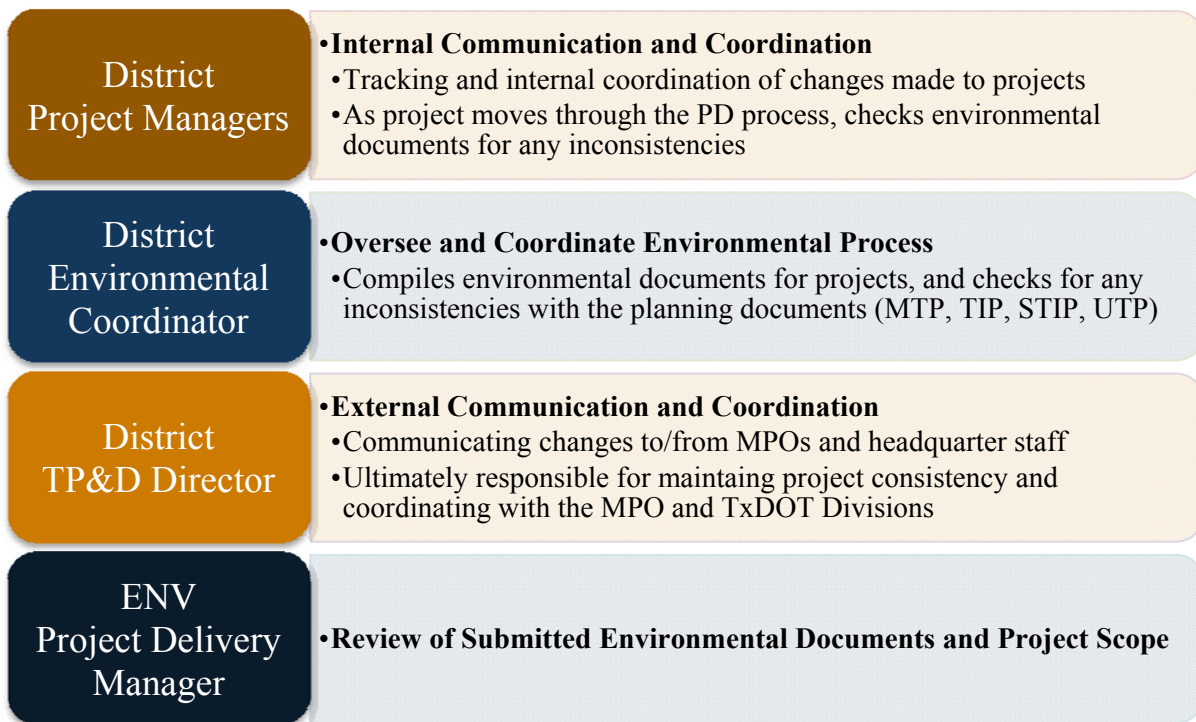 District
Project Managers
•Internal Communication and Coordination
•Tracking and internal coordination of changes made to projects
•As project moves through the PD process, checks environmental
documents for any inconsistencies
District
Environmental
Coordinator
•Oversee and Coordinate Environmental Process
•Compiles environmental documents for projects, and checks for any
inconsistencies with the planning documents (MTP, TIP, STIP, UTP)
District
TP&D Director
•External Communication and Coordination
•Communicating changes to/from MPOs and headquarter staff
•Ultimately responsible for maintaing project consistency and
coordinating with the MPO and TxDOT Divisions
ENV
Project Delivery
Manager
•Review of Submitted Environmental Documents and Project Scope